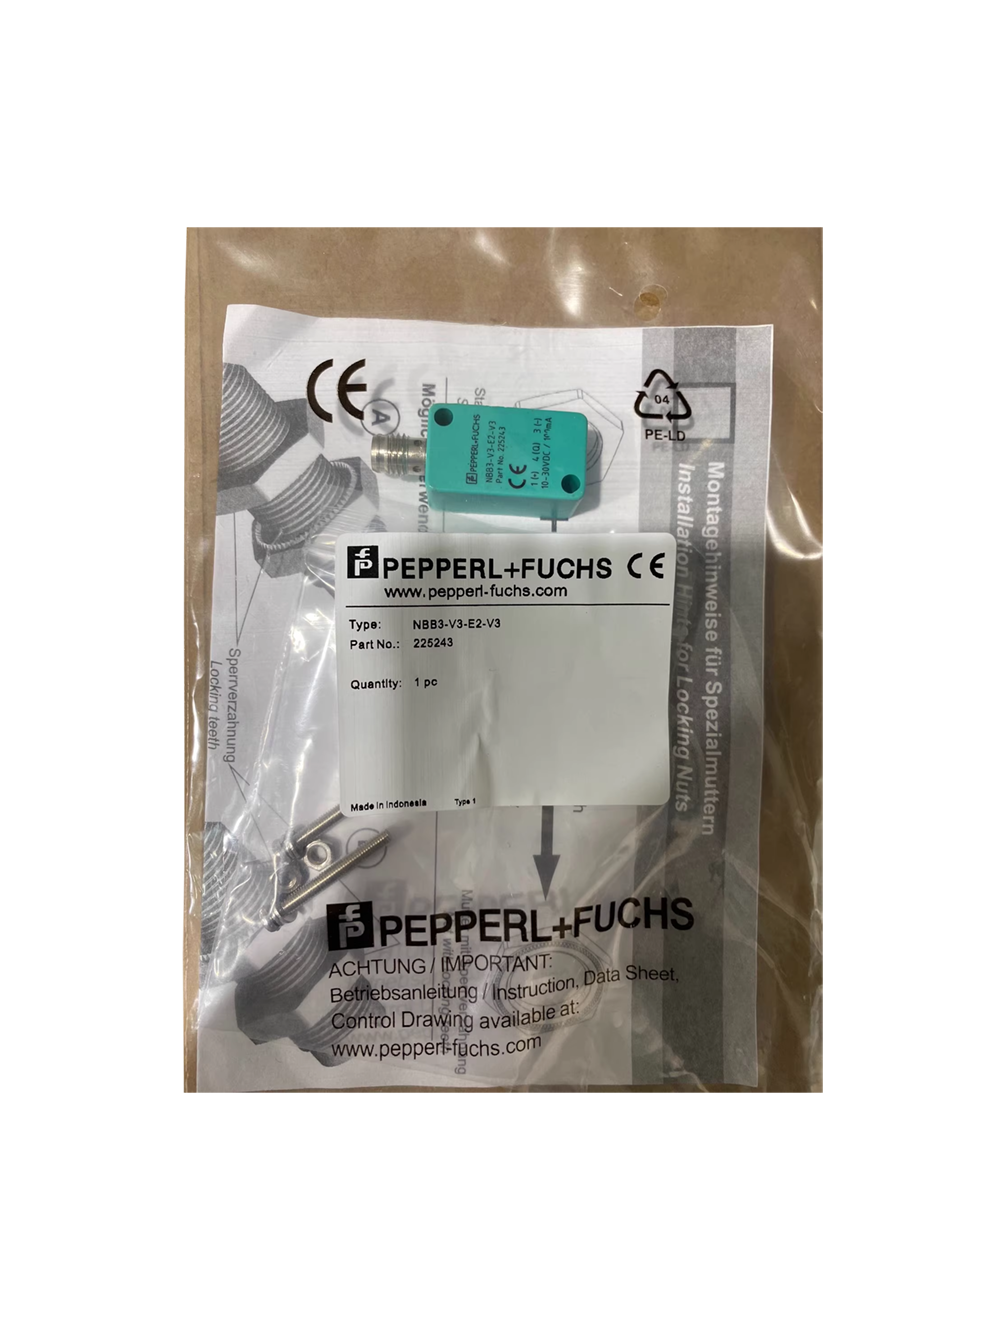 CE
04
PE-LD
PEPPERL+FUCHS
NBB3-V3-E2-V3
Part No. 225243
CE
1 (+) 4 (Q) 3 (-)
10-30VDC /
PEPPERL+FUCHS CE
www.pepperl-fuchs.com
Type: NBB3-V3-E2-V3
Part No.: 225243
Quantity: 1 pc
Made in Indonesia Type 1
Montagehinweise für Spezialmuttern
Installation Hints for Locking Nuts
A
Sperrverzahnung
Locking teeth
PEPPERL+FUCHS
ACHTUNG / IMPORTANT:
Betriebsanleitung / Instruction, Data Sheet,
Control Drawing available at:
www.pepperl-fuchs.com